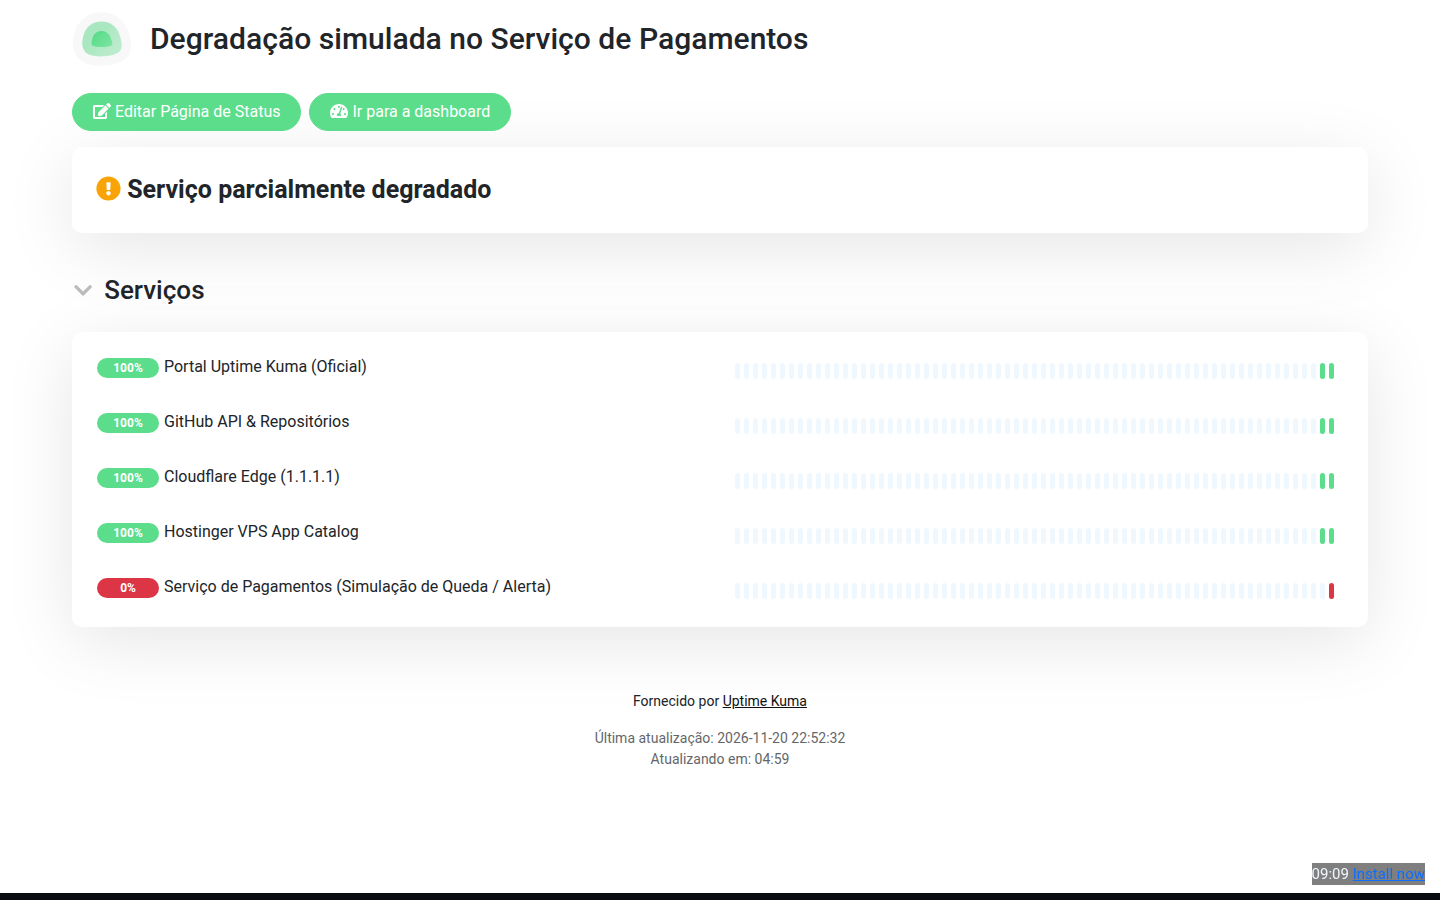 Degradação simulada no Serviço de Pagamentos
Editar Página de Status
Ir para a dashboard
Serviço parcialmente degradado
Serviços
100% Portal Uptime Kuma (Oficial)
100% GitHub API & Repositórios
100% Cloudflare Edge (1.1.1.1)
100% Hostinger VPS App Catalog
0% Serviço de Pagamentos (Simulação de Queda / Alerta)
Fornecido por Uptime Kuma
Última atualização: 2026-11-20 22:52:32
Atualizando em: 04:59
09:09 Install now